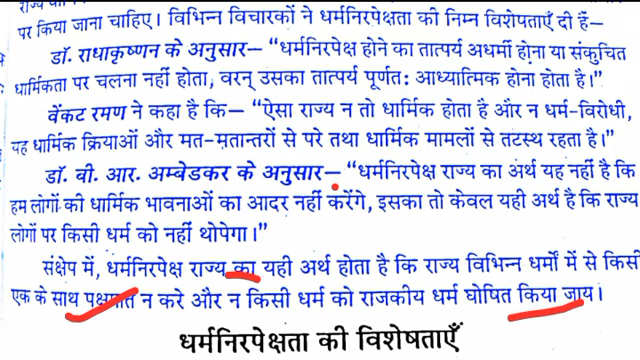 पर किया जाना चाहिए। विभिन्न विचारकों ने धर्मनिरपेक्षता की निम्न विशेषताएँ दी हैं—
डॉ. राधाकृष्णन के अनुसार— “धर्मनिरपेक्ष होने का तात्पर्य अधर्मी होना या संकुचित
धार्मिकता पर चलना नहीं होता, वरन् उसका तात्पर्य पूर्णत: आध्यात्मिक होना होता है।”
वेंकट रमण ने कहा है कि— “ऐसा राज्य न तो धार्मिक होता है और न धर्म-विरोधी,
यह धार्मिक क्रियाओं और मत-मतान्तरों से परे तथा धार्मिक मामलों से तटस्थ रहता है।”
डॉ. बी. आर. अम्बेडकर के अनुसार— “धर्मनिरपेक्ष राज्य का अर्थ यह नहीं है कि
हम लोगों की धार्मिक भावनाओं का आदर नहीं करेंगे, इसका तो केवल यही अर्थ है कि राज्य
लोगों पर किसी धर्म को नहीं थोपेगा।”
संक्षेप में, धर्मनिरपेक्ष राज्य का यही अर्थ होता है कि राज्य विभिन्न धर्मों में से किसी
एक के साथ पक्षपात न करे और न किसी धर्म को राजकीय धर्म घोषित किया जाय।
धर्मनिरपेक्षता की विशेषताएँ